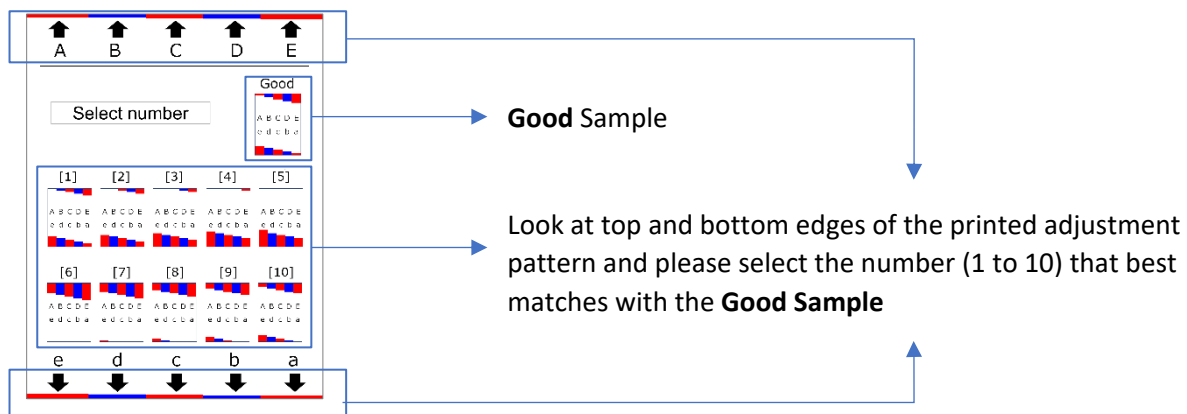 A B C D E
Good
Select number
A B C D E
e d c b a
Good Sample
[1] [2] [3] [4] [5]
A B C D E A B C D E A B C D E A B C D E A B C D E
e d c b a e d c b a e d c b a e d c b a e d c b a
Look at top and bottom edges of the printed adjustment
pattern and please select the number (1 to 10) that best
matches with the Good Sample
[6] [7] [8] [9] [10]
A B C D E A B C D E A B C D E A B C D E A B C D E
e d c b a e d c b a e d c b a e d c b a e d c b a
e d c b a